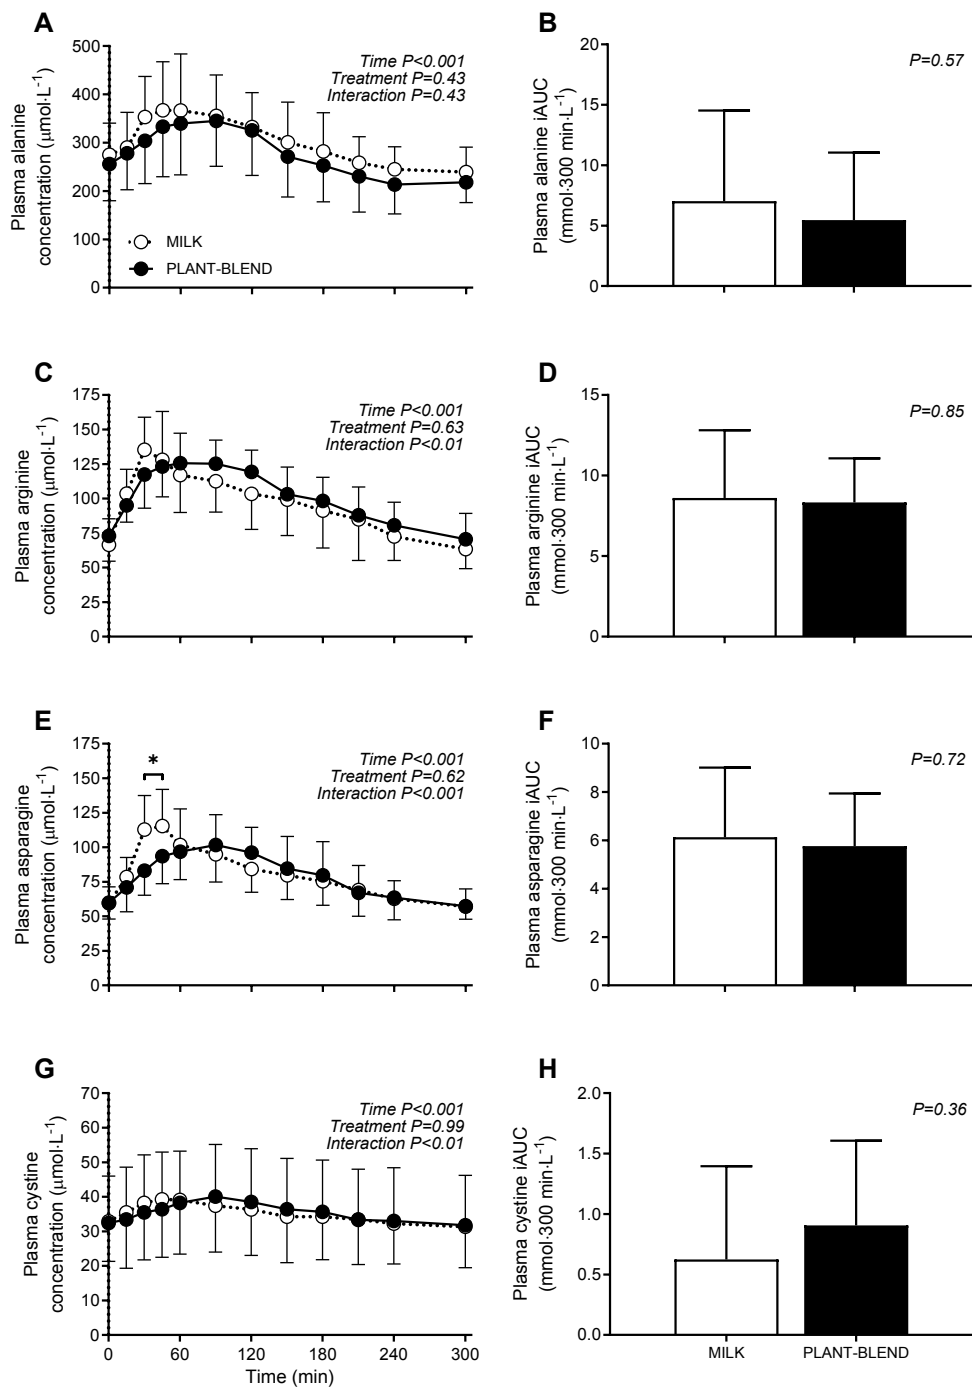 A
Plasma alanine
concentration (μmol·L⁻¹)
500
400
300
200
100
0
Time P<0.001
Treatment P=0.43
Interaction P=0.43
MILK
PLANT-BLEND
B
Plasma alanine iAUC
(mmol·300 min·L⁻¹)
20
15
10
5
0
P=0.57
C
Plasma arginine
concentration (μmol·L⁻¹)
175
150
125
100
75
50
25
0
Time P<0.001
Treatment P=0.63
Interaction P<0.01
D
Plasma arginine iAUC
(mmol·300 min·L⁻¹)
15
10
5
0
P=0.85
E
Plasma asparagine
concentration (μmol·L⁻¹)
175
150
125
100
75
50
25
0
*
Time P<0.001
Treatment P=0.62
Interaction P<0.001
F
Plasma asparagine iAUC
(mmol·300 min·L⁻¹)
10
8
6
4
2
0
P=0.72
G
Plasma cystine
concentration (μmol·L⁻¹)
70
60
50
40
30
20
10
0
Time P<0.001
Treatment P=0.99
Interaction P<0.01
0 60 120 180 240 300
Time (min)
H
Plasma cystine iAUC
(mmol·300 min·L⁻¹)
2.0
1.5
1.0
0.5
0.0
P=0.36
MILK PLANT-BLEND